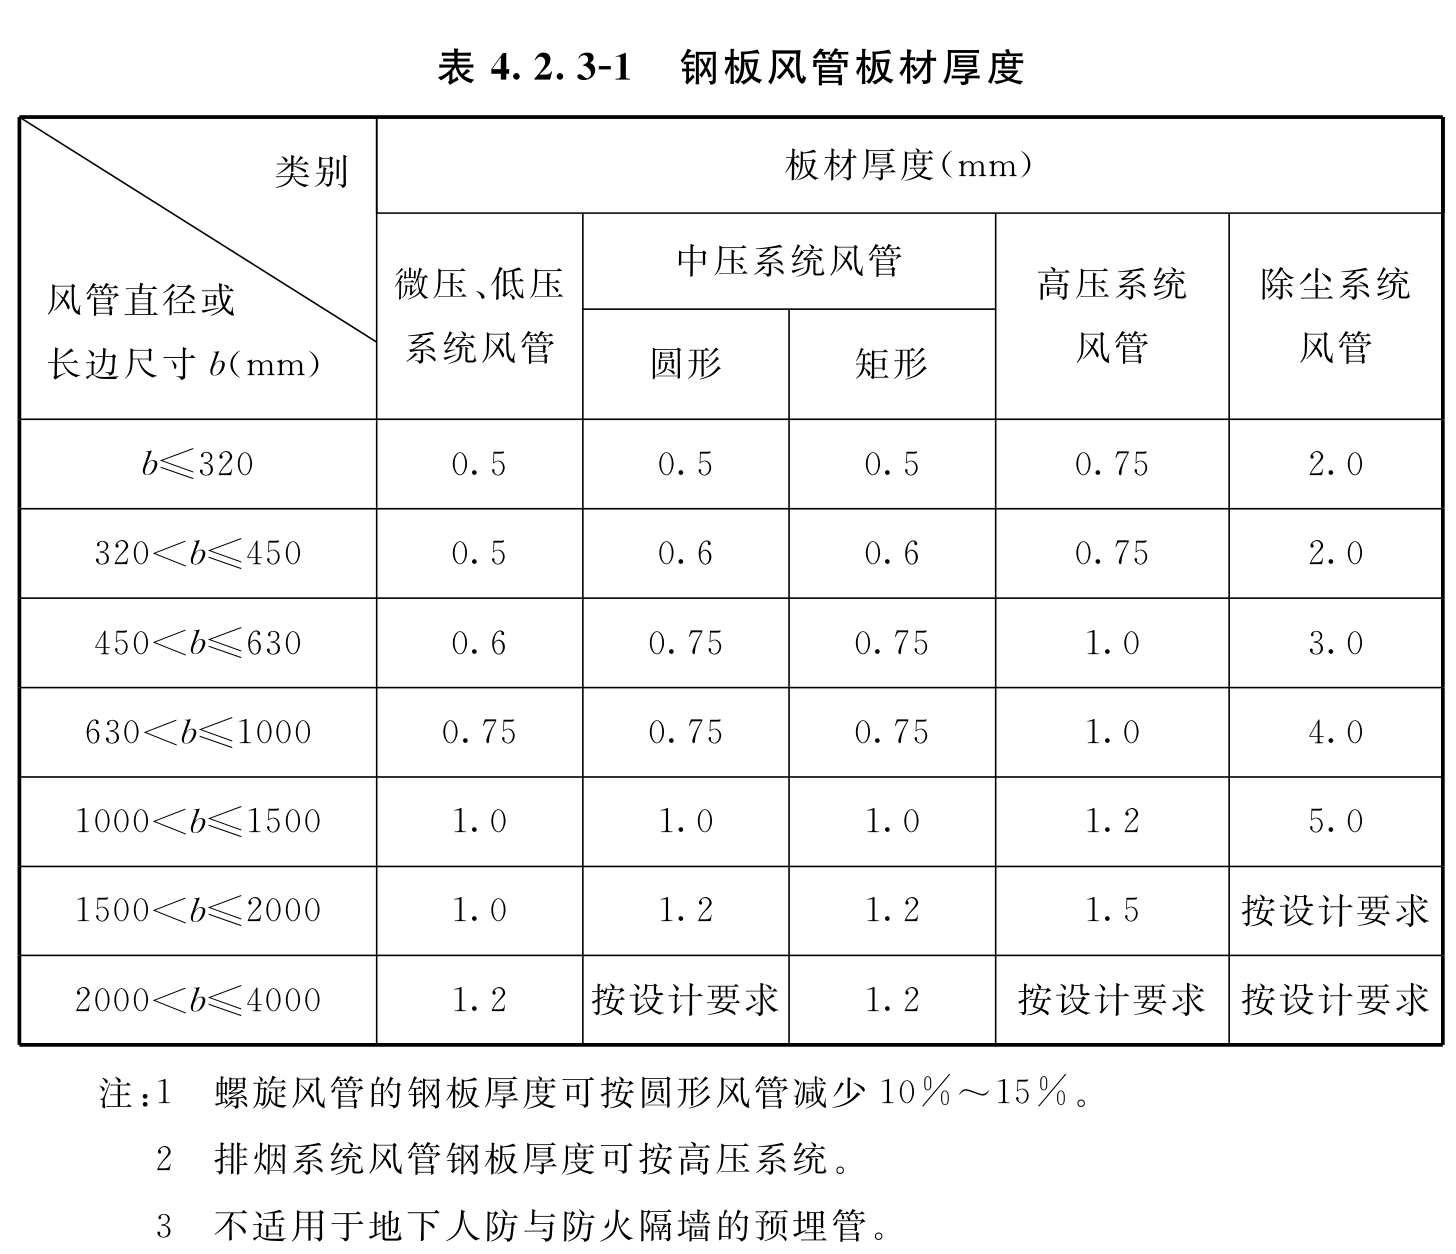 表 4.2.3-1 钢板风管板材厚度
类别
板材厚度(mm)
风管直径或
长边尺寸 b(mm)
微压、低压
系统风管
中压系统风管
圆形 矩形
高压系统
风管
除尘系统
风管
b≤320 0.5 0.5 0.5 0.75 2.0
320<b≤450 0.5 0.6 0.6 0.75 2.0
450<b≤630 0.6 0.75 0.75 1.0 3.0
630<b≤1000 0.75 0.75 0.75 1.0 4.0
1000<b≤1500 1.0 1.0 1.0 1.2 5.0
1500<b≤2000 1.0 1.2 1.2 1.5 按设计要求
2000<b≤4000 1.2 按设计要求 1.2 按设计要求 按设计要求
注:1 螺旋风管的钢板厚度可按圆形风管减少10%~15%。
2 排烟系统风管钢板厚度可按高压系统。
3 不适用于地下人防与防火隔墙的预埋管。